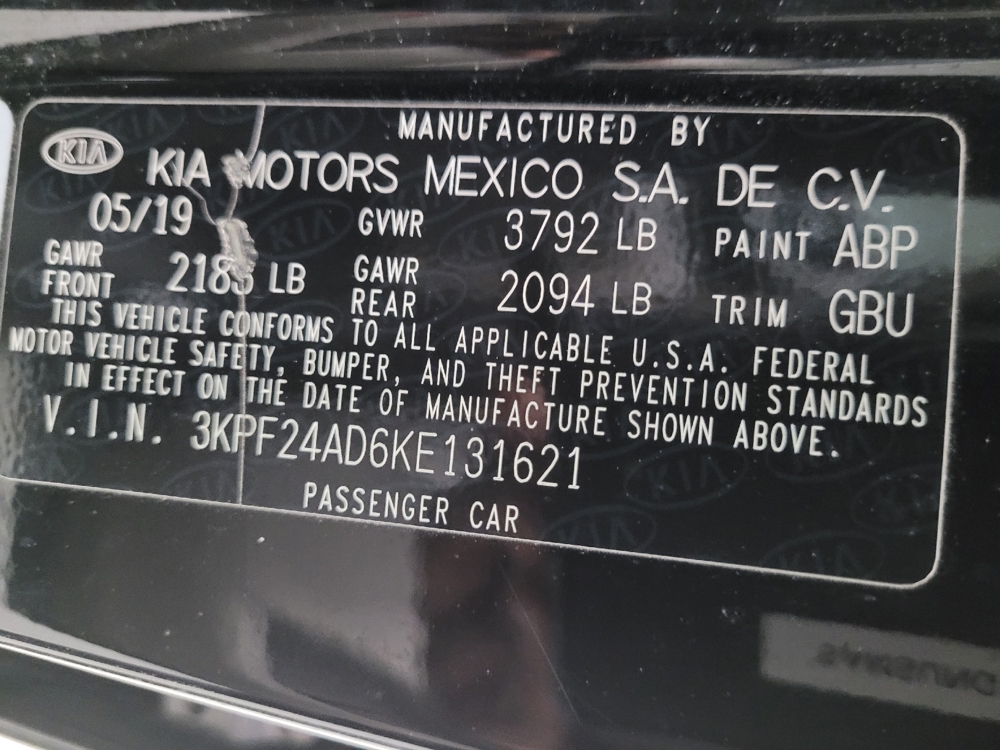 MANUFACTURED BY
KIA KIA MOTORS MEXICO S.A. DE C.V.
05/19 GVWR 3792 LB PAINT ABP
GAWR FRONT 2183 LB GAWR REAR 2094 LB TRIM GBU
THIS VEHICLE CONFORMS TO ALL APPLICABLE U.S.A. FEDERAL
MOTOR VEHICLE SAFETY, BUMPER, AND THEFT PREVENTION STANDARDS
IN EFFECT ON THE DATE OF MANUFACTURE SHOWN ABOVE.
V.I.N. 3KPF24AD6KE131621
PASSENGER CAR